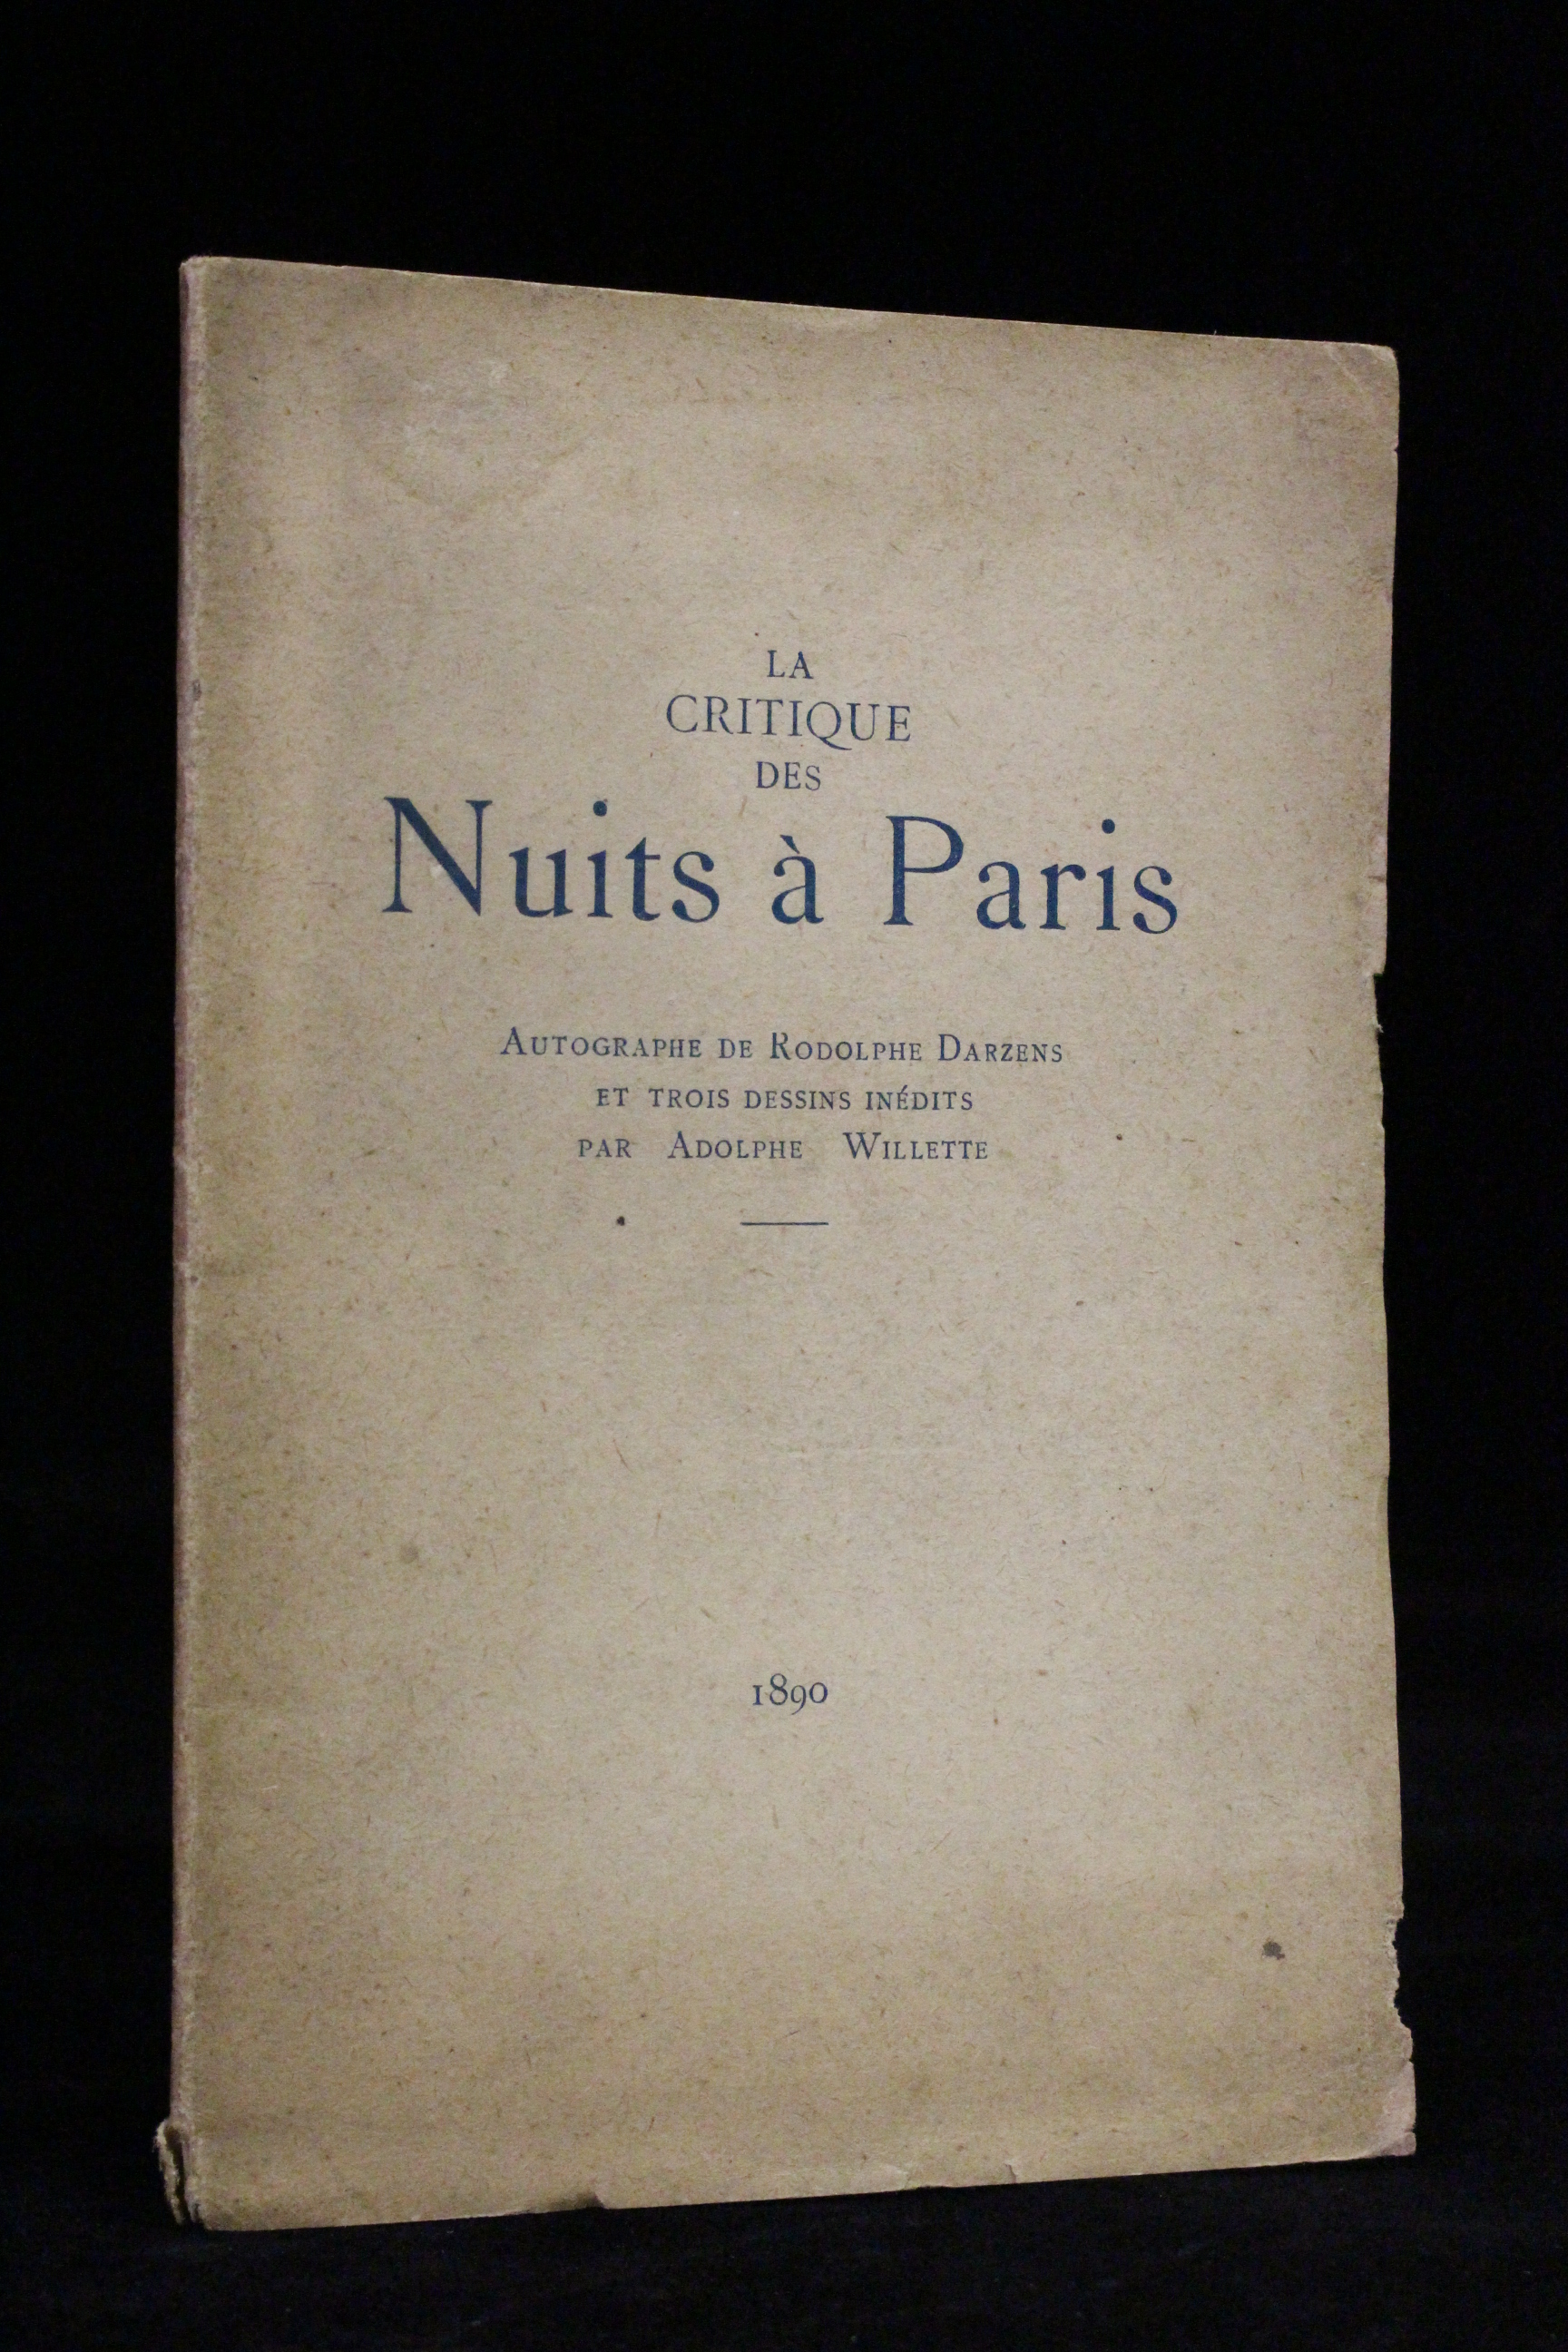 LA
CRITIQUE
DES
Nuits à Paris
AUTOGRAPHE DE RODOLPHE DARZENS
ET TROIS DESSINS INÉDITS
PAR ADOLPHE WILLETTE
1890